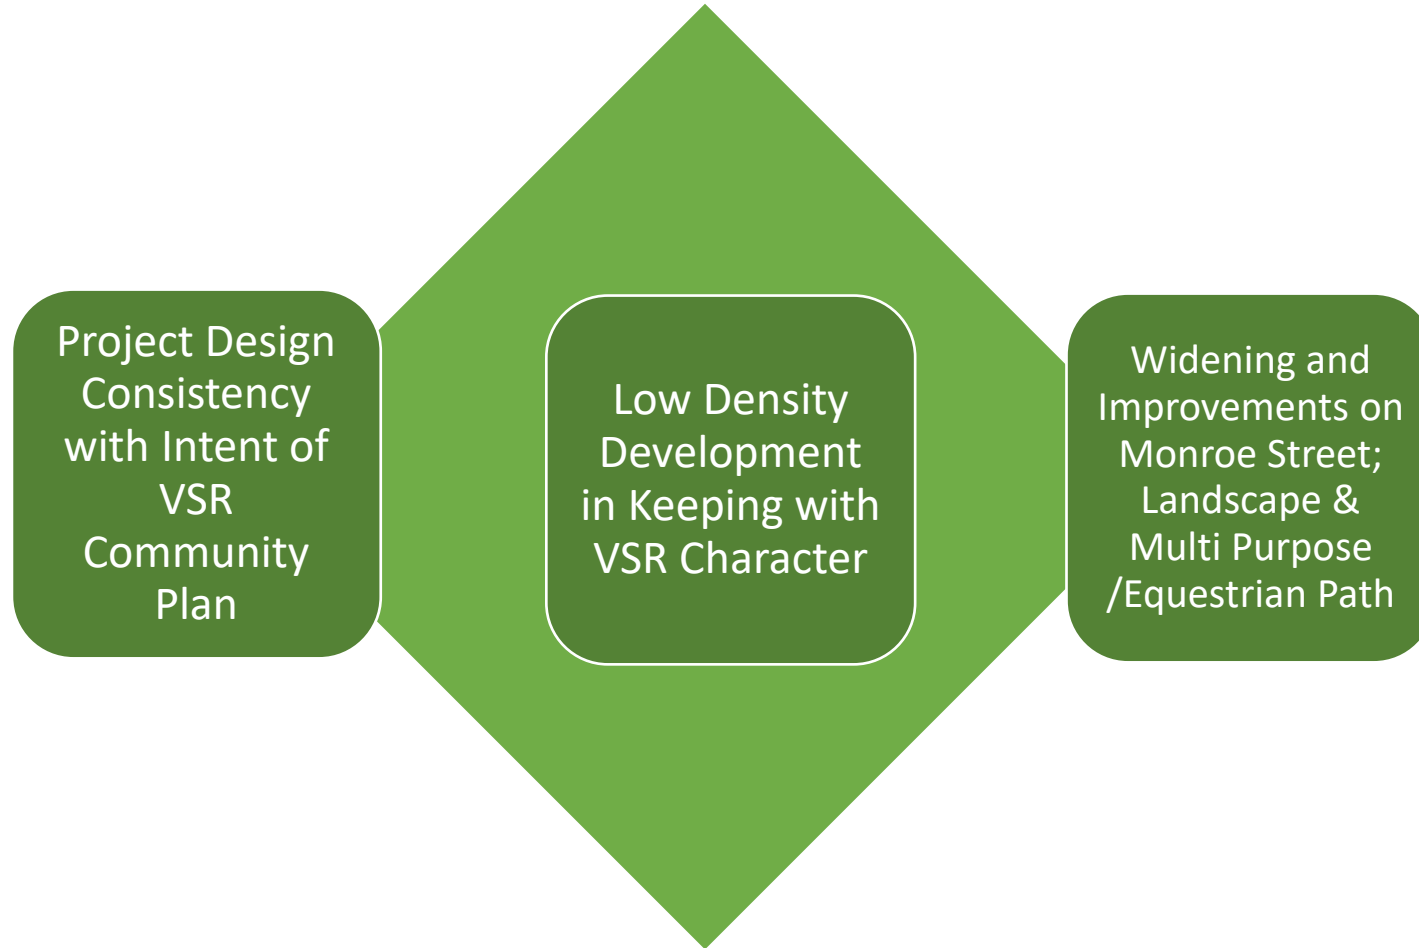 Project Design
Consistency
with Intent of
VSR
Community
Plan
Low Density
Development
in Keeping with
VSR Character
Widening and
Improvements on
Monroe Street;
Landscape &
Multi Purpose
/Equestrian Path